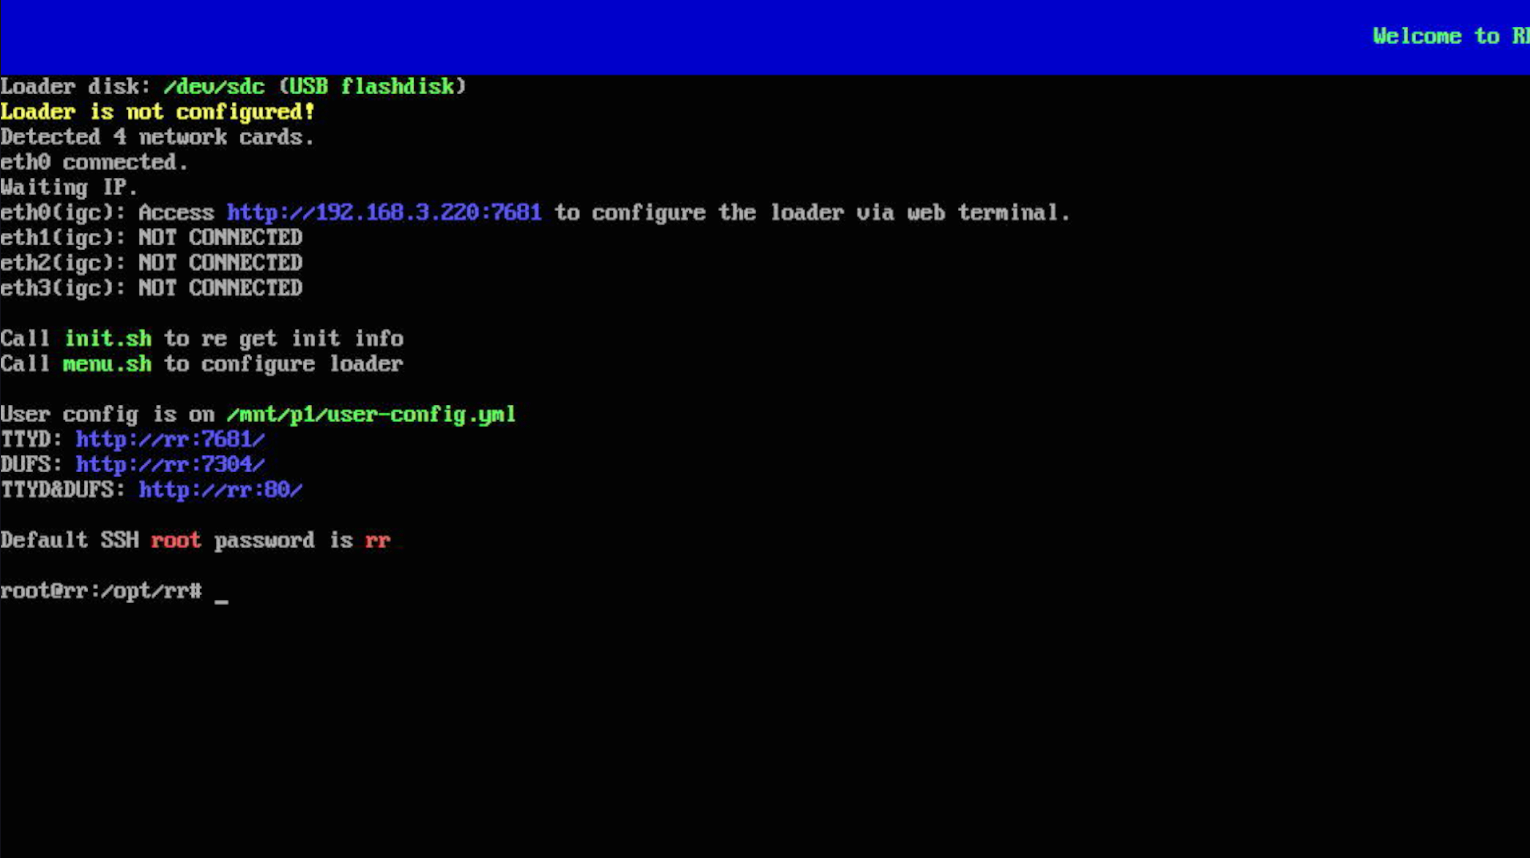 Welcome to RR
Loader disk: /dev/sdc (USB flashdisk)
Loader is not configured!
Detected 4 network cards.
eth0 connected.
Waiting IP.
eth0(igc): Access http://192.168.3.220:7681 to configure the loader via web terminal.
eth1(igc): NOT CONNECTED
eth2(igc): NOT CONNECTED
eth3(igc): NOT CONNECTED
Call init.sh to re get init info
Call menu.sh to configure loader
User config is on /mnt/p1/user-config.yml
TTYD: http://rr:7681/
DUFS: http://rr:7304/
TTYD&DUFS: http://rr:80/
Default SSH root password is rr
root@rr:/opt/rr# _